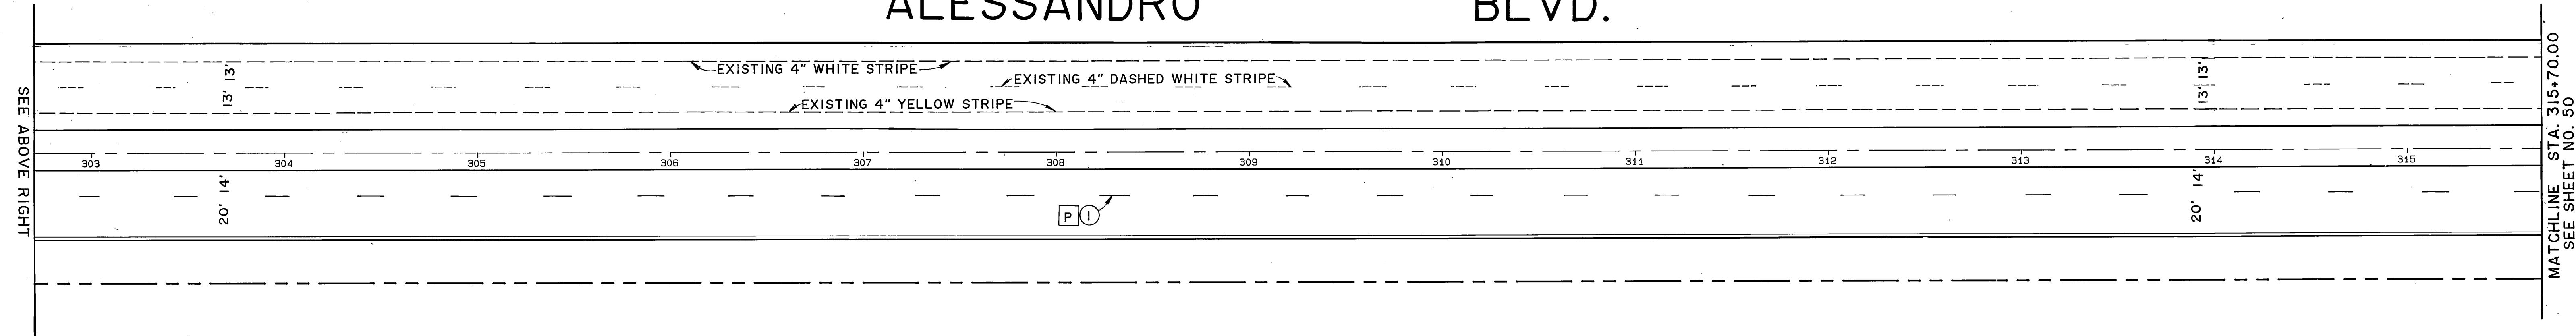 ALESSANDRO BLVD.
13' 13'
EXISTING 4" WHITE STRIPE
EXISTING 4" DASHED WHITE STRIPE
EXISTING 4" YELLOW STRIPE
13' 13'
SEE ABOVE RIGHT
303 304 305 306 307 308 309 310 311 312 313 314 315
20' 14'
P 1
20' 14'
MATCHLINE STA. 315+70.00
SEE SHEET NO. 50